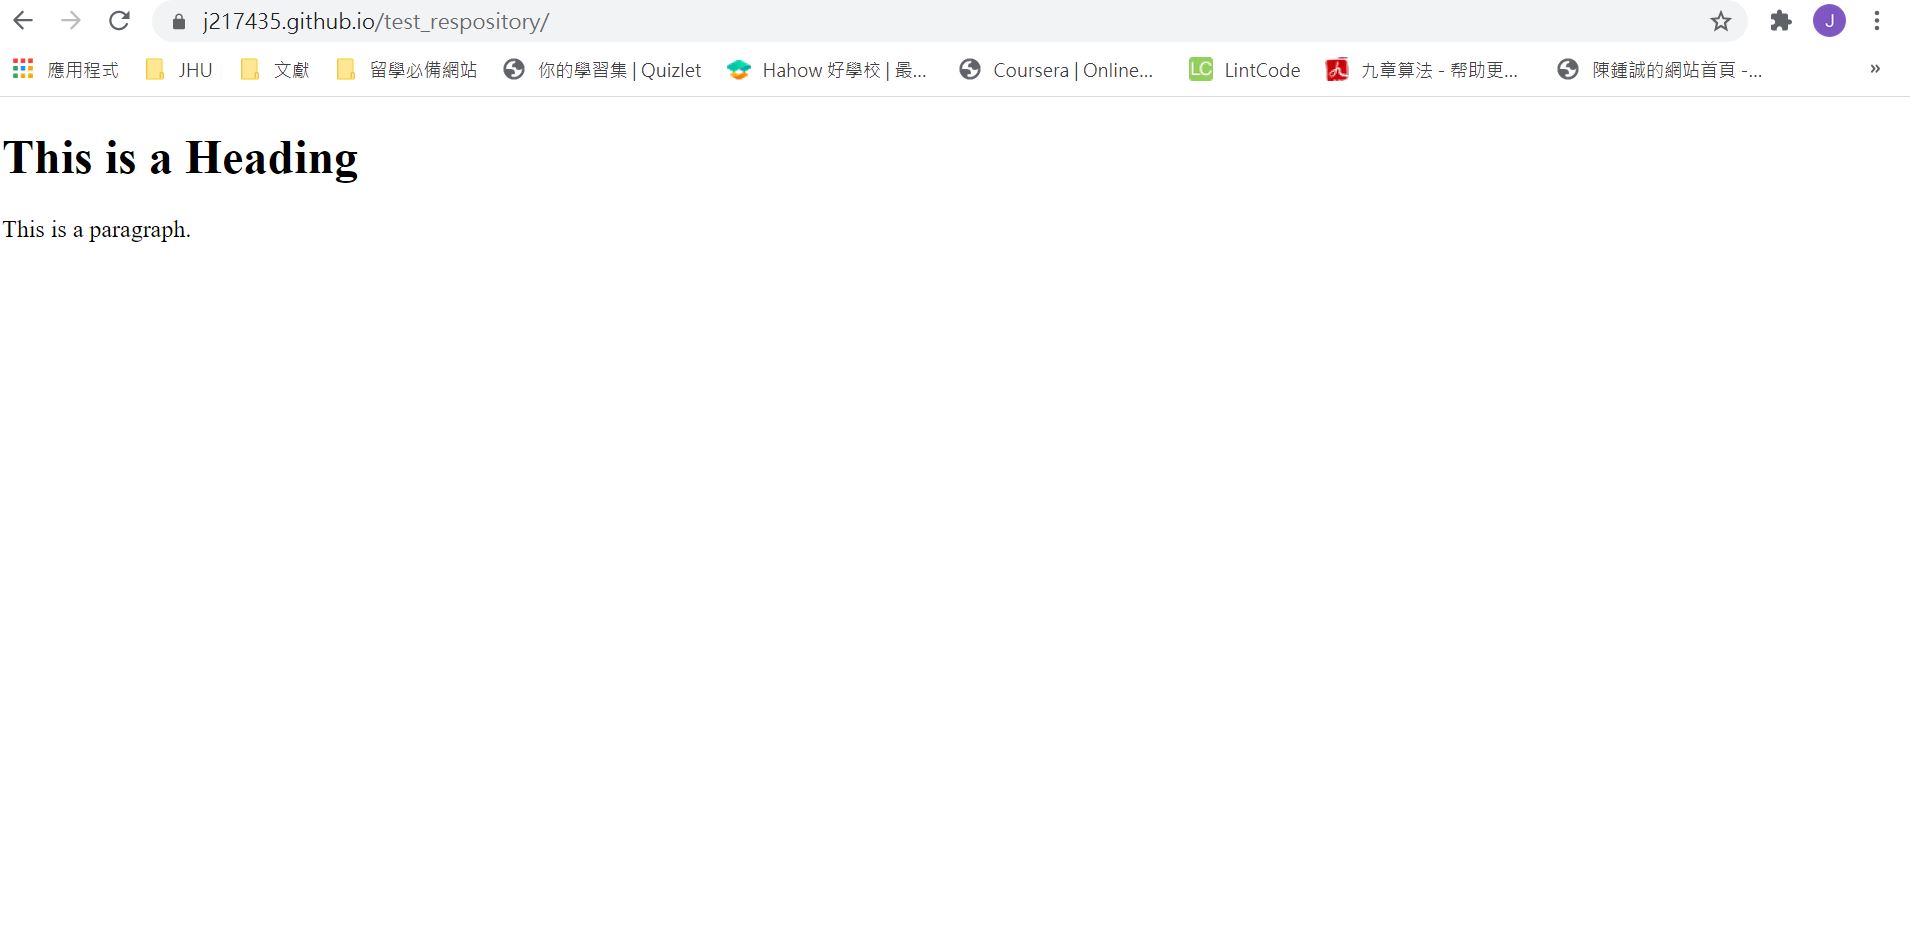 j217435.github.io/test_respository/
J
應用程式 JHU 文獻 留學必備網站 你的學習集 | Quizlet Hahow 好學校 | 最... Coursera | Online... LC LintCode 九章算法 - 帮助更... 陳鍾誠的網站首頁 -... »
This is a Heading
This is a paragraph.